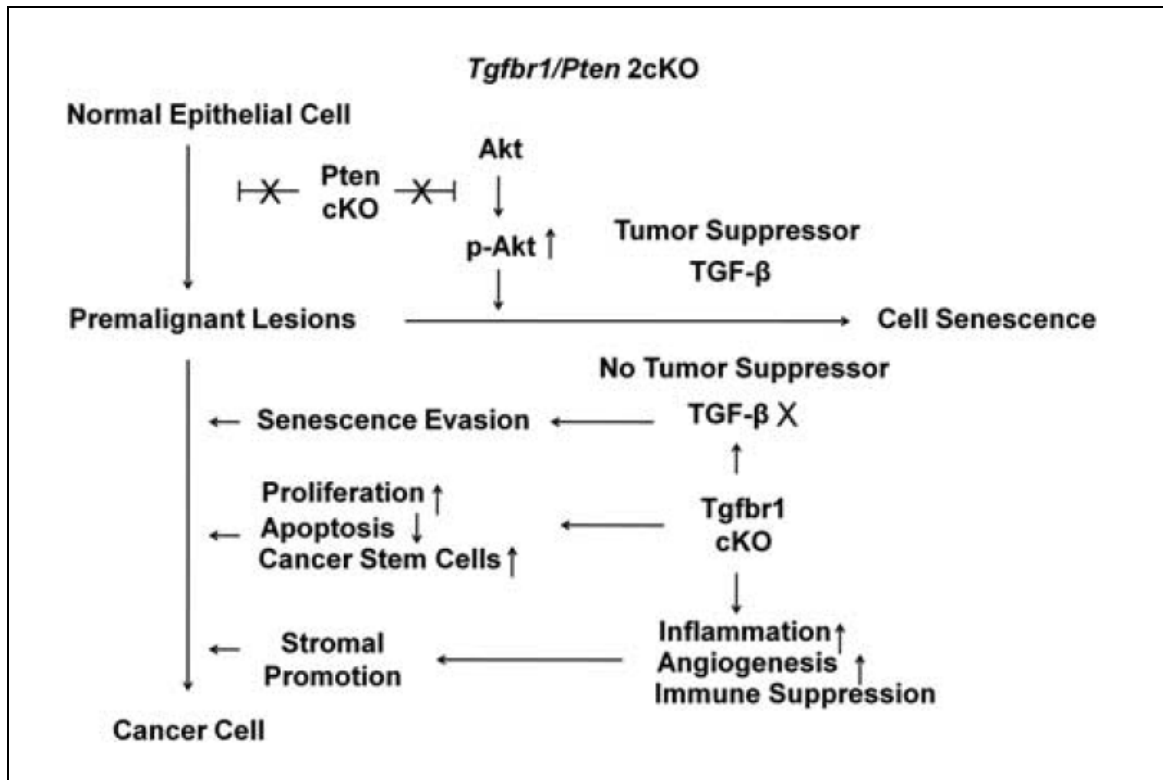 Tgfbr1/Pten 2cKO
Normal Epithelial Cell
Akt
Pten
cKO
p-Akt ↑
Tumor Suppressor
TGF-β
Premalignant Lesions
Cell Senescence
No Tumor Suppressor
Senescence Evasion
TGF-β X
Proliferation ↑
Apoptosis ↓
Cancer Stem Cells ↑
Tgfbr1
cKO
Stromal
Promotion
Inflammation ↑
Angiogenesis ↑
Immune Suppression
Cancer Cell